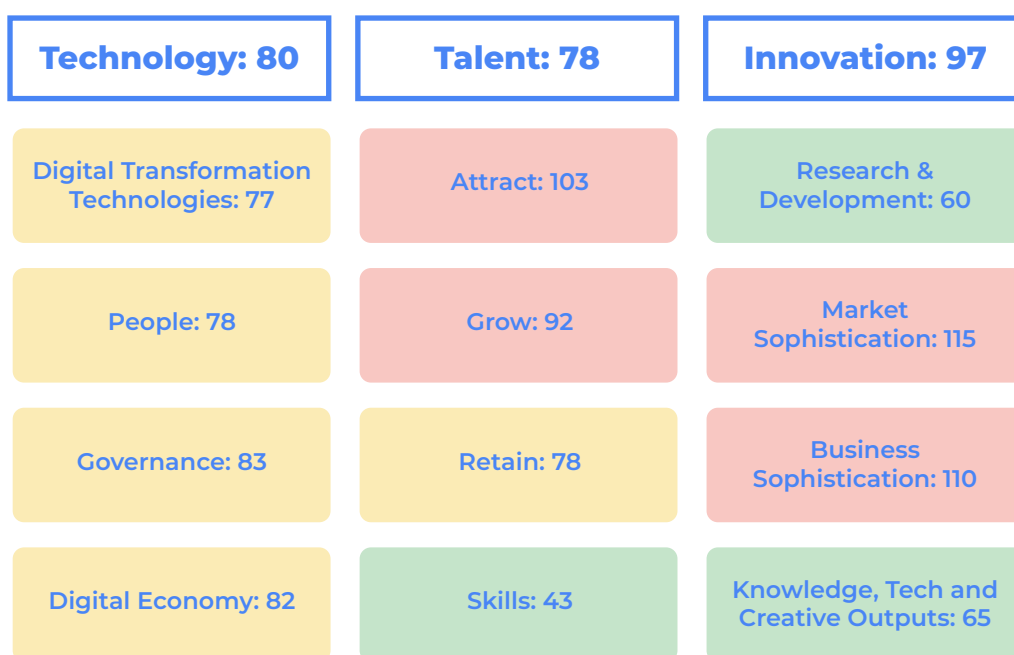 Technology: 80
Talent: 78
Innovation: 97
Digital Transformation
Technologies: 77
Attract: 103
Research &
Development: 60
People: 78
Grow: 92
Market
Sophistication: 115
Governance: 83
Retain: 78
Business
Sophistication: 110
Digital Economy: 82
Skills: 43
Knowledge, Tech and
Creative Outputs: 65